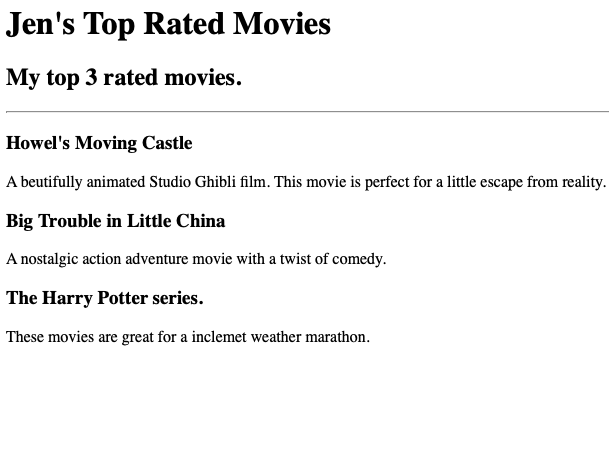 Jen's Top Rated Movies
My top 3 rated movies.
Howel's Moving Castle
A beutifully animated Studio Ghibli film. This movie is perfect for a little escape from reality.
Big Trouble in Little China
A nostalgic action adventure movie with a twist of comedy.
The Harry Potter series.
These movies are great for a inclemet weather marathon.